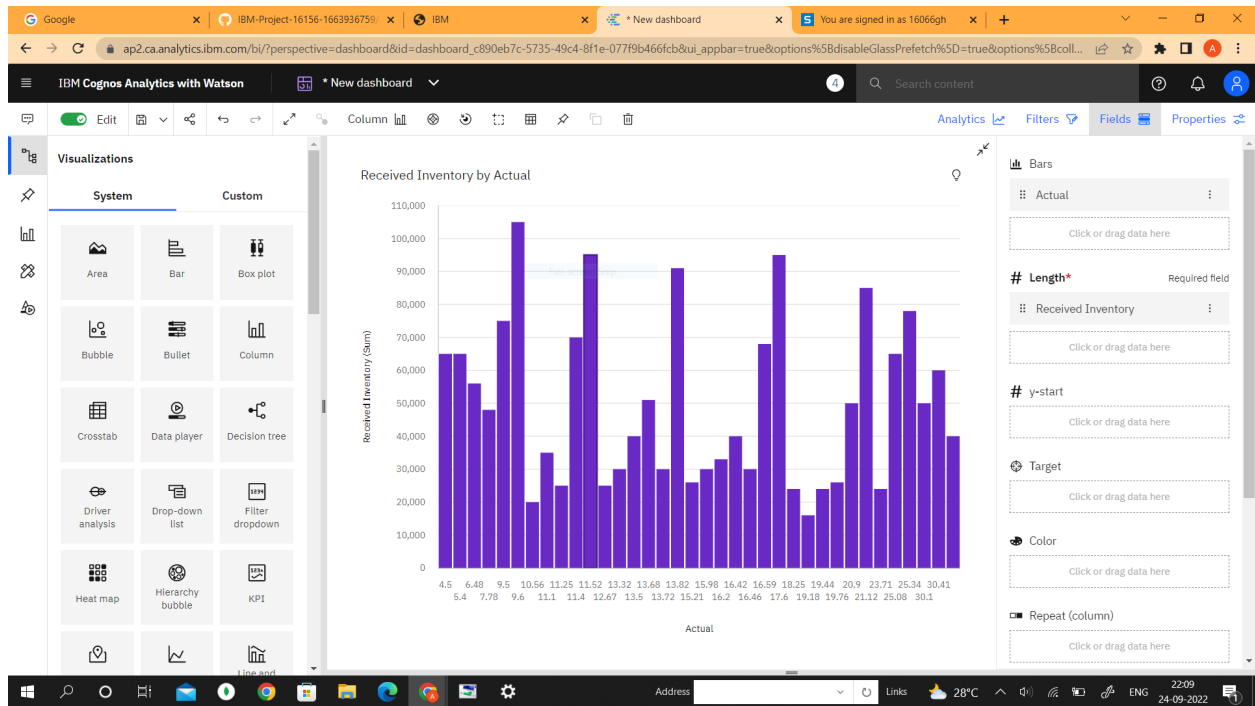 Google
IBM-Project-16156-1663936759/
IBM
* New dashboard
You are signed in as 16066gh
ap2.ca.analytics.ibm.com/bi/?perspective=dashboard&id=dashboard_c890eb7c-5735-49c4-8f1e-077f9b466fcb&ui_appbar=true&options%5BdisableGlassPrefetch%5D=true&options%5Bcoll...
A
IBM Cognos Analytics with Watson
* New dashboard
4
Search content
Edit
Column
Analytics
Filters
Fields
Properties
Visualizations
System
Custom
Area
Bar
Box plot
Bubble
Bullet
Column
Crosstab
Data player
Decision tree
Driver
analysis
Drop-down
list
Filter
dropdown
Heat map
Hierarchy
bubble
KPI
Line and
Received Inventory by Actual
110,000
100,000
90,000
80,000
70,000
60,000
50,000
40,000
30,000
20,000
10,000
0
Received Inventory (Sum)
4.5 6.48 9.5 10.56 11.25 11.52 13.32 13.68 13.82 15.98 16.42 16.59 18.25 19.44 20.9 23.71 25.34 30.41
5.4 7.78 9.6 11.1 11.4 12.67 13.5 13.72 15.21 16.2 16.46 17.6 19.18 19.76 21.12 25.08 30.1
Actual
Bars
Actual
Click or drag data here
# Length*
Required field
Received Inventory
Click or drag data here
# y-start
Click or drag data here
Target
Click or drag data here
Color
Click or drag data here
Repeat (column)
Click or drag data here
Address
Links
28°C
ENG
22:09
24-09-2022
1